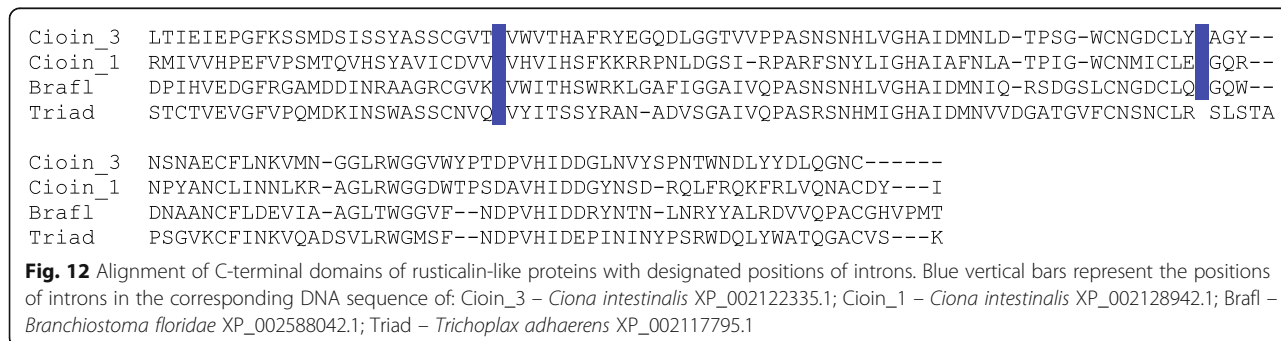 Cioin_3 LTIEIEPGFKSSMDSISSYASSCGVT VWVTHAFRYEGQDLGGTVVPPASNSNHLVGHAIDMNLD-TPSG-WCNGDCLY AGY--
Cioin_1 RMIVVHPEFVPSMTQVHSYAVICDVV VHVIHSFKKRRPNLDGSI-RPARFSNYLIGHAIAFNLA-TPIG-WCNMICLE GQR--
Brafl DPIHVEDGFRGAMDDINRAAGRCGVK VWITHSWRKLGAFIGGAIVQPASNSNHLVGHAIDMNIQ-RSDGSLCNGDCLQ GQW--
Triad STCTVEVGFVPQMDKINSWASSCNVQ VYITSSYRAN-ADVSGAIVQPASRSNHMIGHAIDMNVVDGATGVFCNSNCLR SLSTA
Cioin_3 NSNAECFLNKVMN-GGLRWGGVWYPTDPVHIDDGLNVYSPNTWNDLYYDLQGNC------
Cioin_1 NPYANCLINNLKR-AGLRWGGDWTPSDAVHIDDGYNSD-RQLFRQKFRLVQNACDY---I
Brafl DNAANCFLDEVIA-AGLTWGGVF--NDPVHIDDRYNTN-LNRYYALRDVVQPACGHVPMT
Triad PSGVKCFINKVQADSVLRWGMSF--NDPVHIDEPININYPSRWDQLYWATQGACVS---K
Fig. 12 Alignment of C-terminal domains of rusticalin-like proteins with designated positions of introns. Blue vertical bars represent the positions
of introns in the corresponding DNA sequence of: Cioin_3 – Ciona intestinalis XP_002122335.1; Cioin_1 – Ciona intestinalis XP_002128942.1; Brafl –
Branchiostoma floridae XP_002588042.1; Triad – Trichoplax adhaerens XP_002117795.1